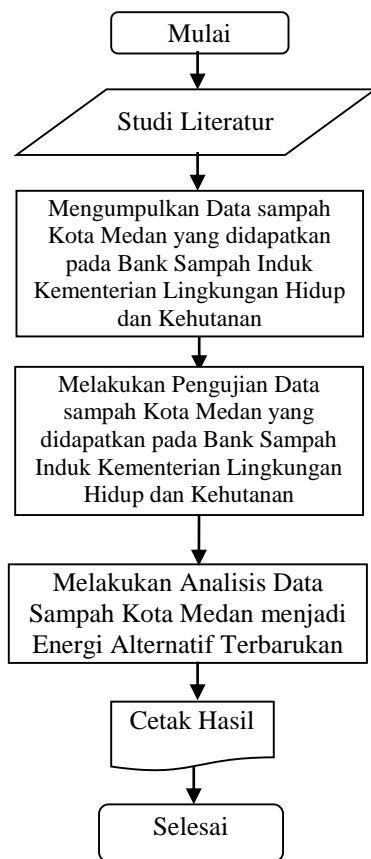 Mulai
Studi Literatur
Mengumpulkan Data sampah
Kota Medan yang didapatkan
pada Bank Sampah Induk
Kementerian Lingkungan Hidup
dan Kehutanan
Melakukan Pengujian Data
sampah Kota Medan yang
didapatkan pada Bank Sampah
Induk Kementerian Lingkungan
Hidup dan Kehutanan
Melakukan Analisis Data
Sampah Kota Medan menjadi
Energi Alternatif Terbarukan
Cetak Hasil
Selesai